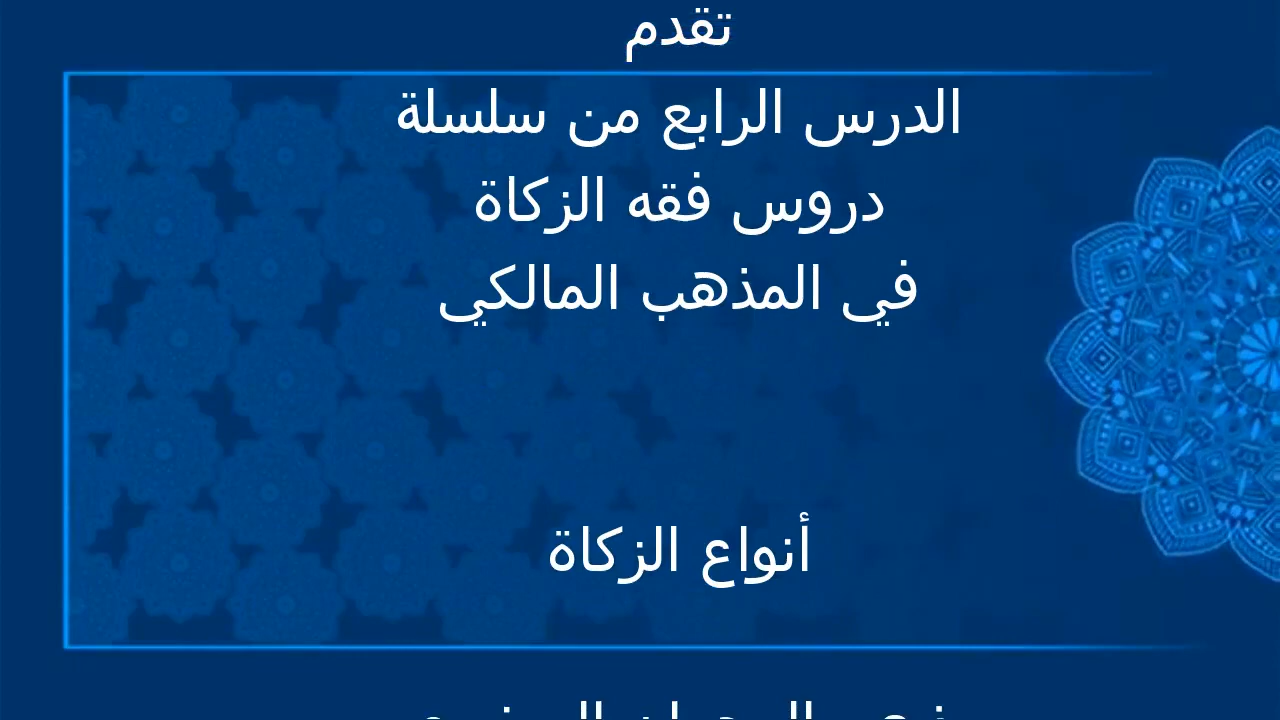 تقدم
الدرس الرابع من سلسلة
دروس فقه الزكاة
في المذهب المالكي
أنواع الزكاة